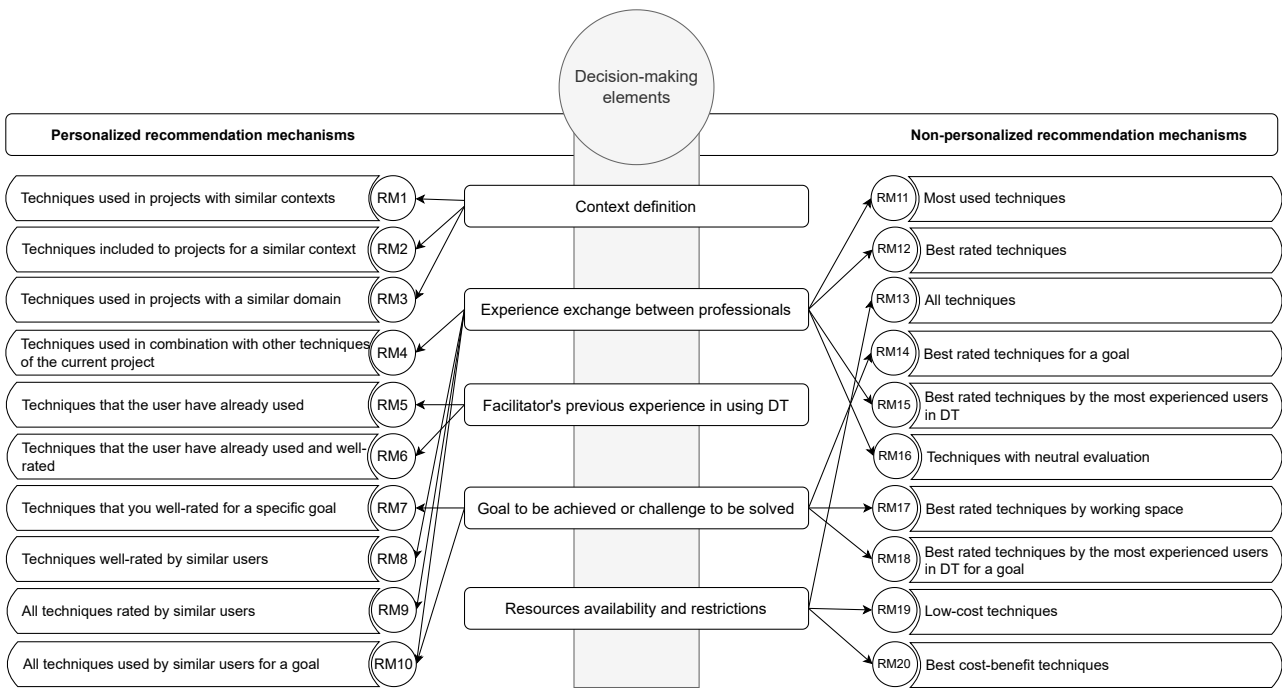 Decision-making
elements
Personalized recommendation mechanisms
Non-personalized recommendation mechanisms
Techniques used in projects with similar contexts
RM1
Techniques included to projects for a similar context
RM2
Techniques used in projects with a similar domain
RM3
Techniques used in combination with other techniques
of the current project
RM4
Techniques that the user have already used
RM5
Techniques that the user have already used and well-
rated
RM6
Techniques that you well-rated for a specific goal
RM7
Techniques well-rated by similar users
RM8
All techniques rated by similar users
RM9
All techniques used by similar users for a goal
RM10
Context definition
Experience exchange between professionals
Facilitator's previous experience in using DT
Goal to be achieved or challenge to be solved
Resources availability and restrictions
RM11
Most used techniques
RM12
Best rated techniques
RM13
All techniques
RM14
Best rated techniques for a goal
RM15
Best rated techniques by the most experienced users
in DT
RM16
Techniques with neutral evaluation
RM17
Best rated techniques by working space
RM18
Best rated techniques by the most experienced users
in DT for a goal
RM19
Low-cost techniques
RM20
Best cost-benefit techniques